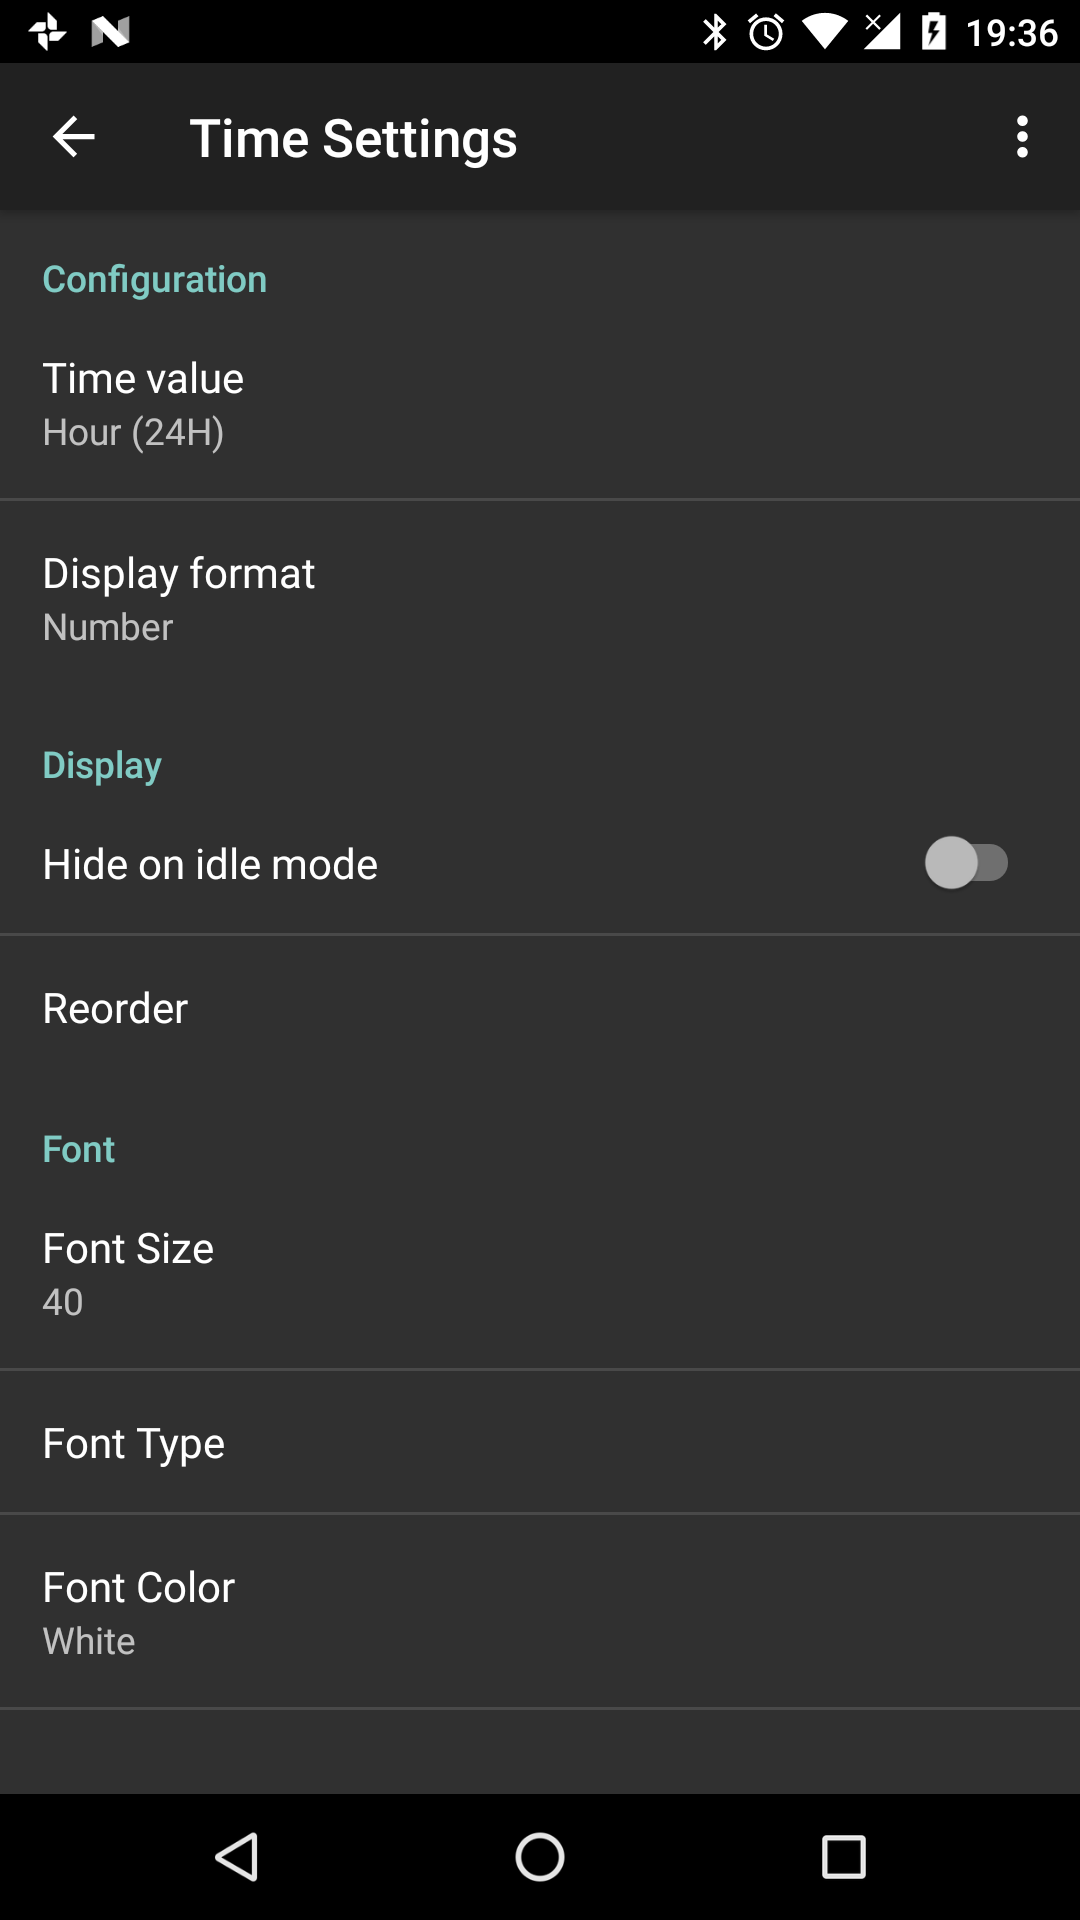 19:36
Time Settings
Configuration
Time value
Hour (24H)
Display format
Number
Display
Hide on idle mode
Reorder
Font
Font Size
40
Font Type
Font Color
White